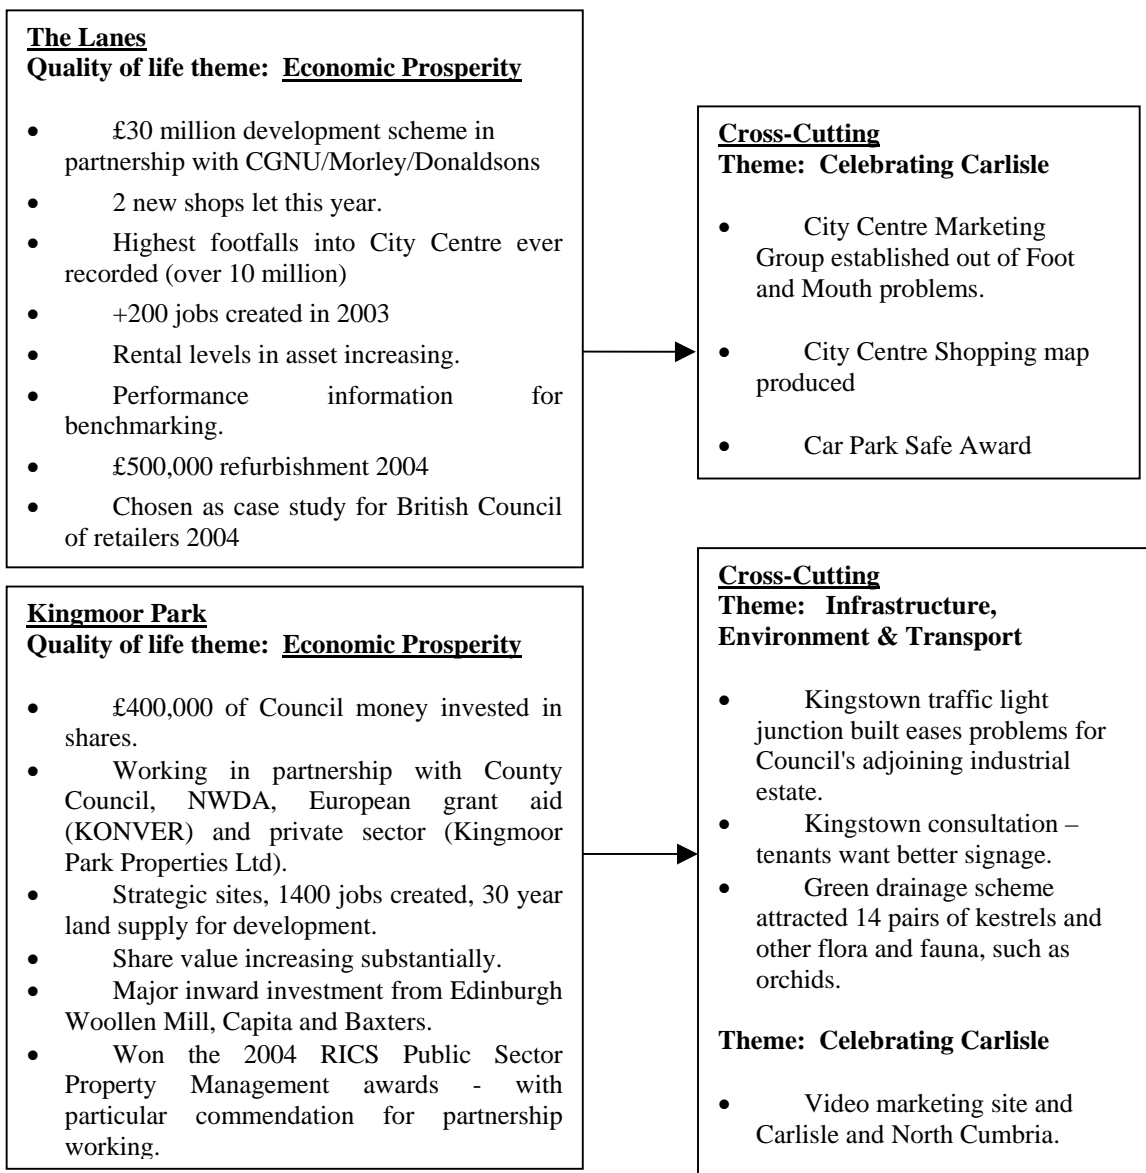 The Lanes
Quality of life theme: Economic Prosperity
• £30 million development scheme in
partnership with CGNU/Morley/Donaldsons
• 2 new shops let this year.
• Highest footfalls into City Centre ever
recorded (over 10 million)
• +200 jobs created in 2003
• Rental levels in asset increasing.
• Performance information for
benchmarking.
• £500,000 refurbishment 2004
• Chosen as case study for British Council
of retailers 2004
Cross-Cutting
Theme: Celebrating Carlisle
• City Centre Marketing
Group established out of Foot
and Mouth problems.
• City Centre Shopping map
produced
• Car Park Safe Award
Kingmoor Park
Quality of life theme: Economic Prosperity
• £400,000 of Council money invested in
shares.
• Working in partnership with County
Council, NWDA, European grant aid
(KONVER) and private sector (Kingmoor
Park Properties Ltd).
• Strategic sites, 1400 jobs created, 30 year
land supply for development.
• Share value increasing substantially.
• Major inward investment from Edinburgh
Woollen Mill, Capita and Baxters.
• Won the 2004 RICS Public Sector
Property Management awards - with
particular commendation for partnership
working.
Cross-Cutting
Theme: Infrastructure,
Environment & Transport
• Kingstown traffic light
junction built eases problems for
Council's adjoining industrial
estate.
• Kingstown consultation –
tenants want better signage.
• Green drainage scheme
attracted 14 pairs of kestrels and
other flora and fauna, such as
orchids.
Theme: Celebrating Carlisle
• Video marketing site and
Carlisle and North Cumbria.